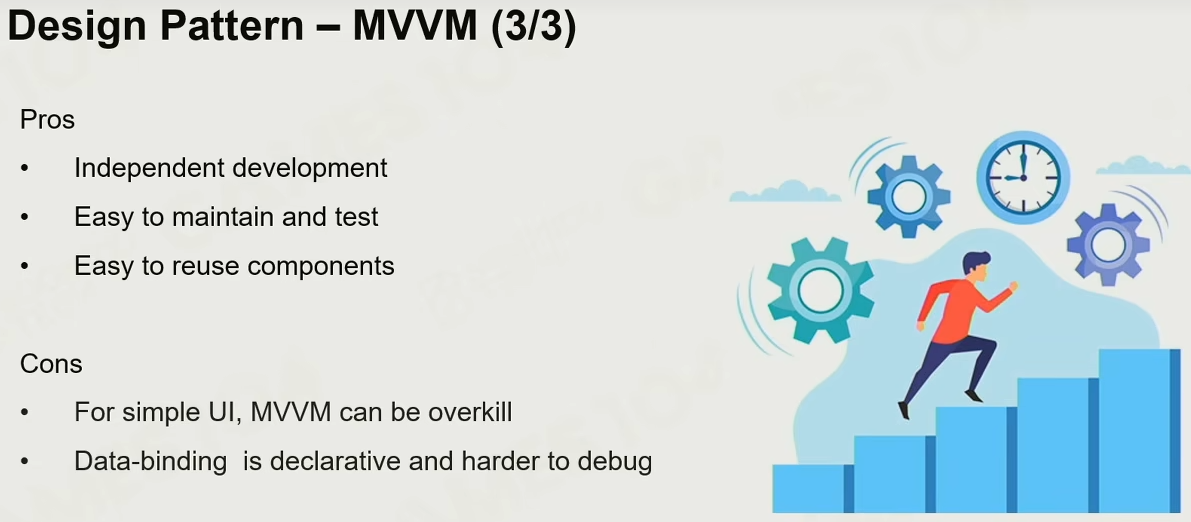 Design Pattern – MVVM (3/3)
Pros
• Independent development
• Easy to maintain and test
• Easy to reuse components
Cons
• For simple UI, MVVM can be overkill
• Data-binding  is declarative and harder to debug